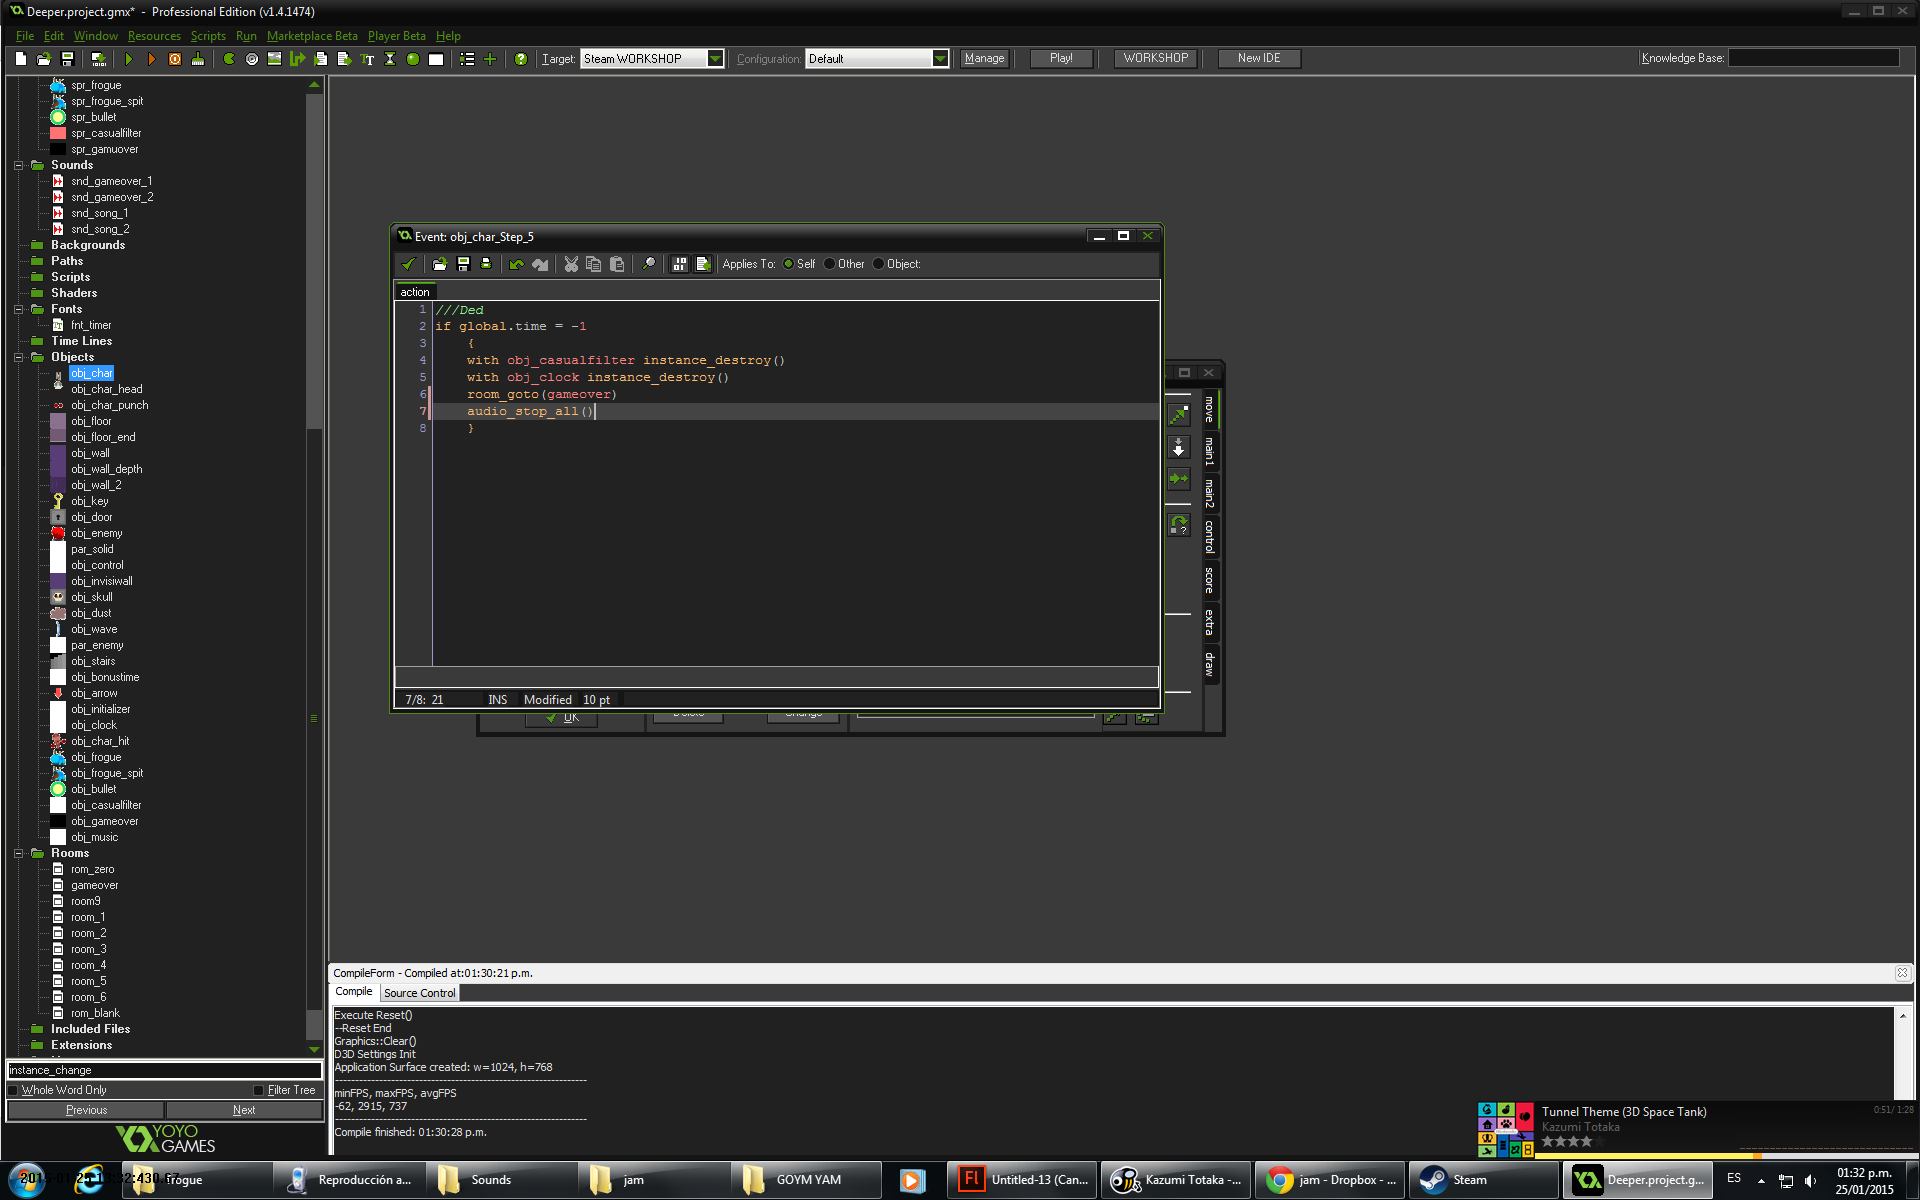 Deeper.project.gmx* - Professional Edition (v1.4.1474)
File Edit Window Resources Scripts Run Marketplace Beta Player Beta Help
Target: Steam WORKSHOP Configuration: Default Manage Play! WORKSHOP New IDE Knowledge Base:
spr_frogue
spr_frogue_spit
spr_bullet
spr_casualfilter
spr_gamuover
Sounds
snd_gameover_1
snd_gameover_2
snd_song_1
snd_song_2
Backgrounds
Paths
Scripts
Shaders
Fonts
fnt_timer
Time Lines
Objects
obj_char
obj_char_head
obj_char_punch
obj_floor
obj_floor_end
obj_wall
obj_wall_depth
obj_wall_2
obj_key
obj_door
obj_enemy
par_solid
obj_control
obj_invisiwall
obj_skull
obj_dust
obj_wave
par_enemy
obj_stairs
obj_bonustime
obj_arrow
obj_initializer
obj_clock
obj_char_hit
obj_frogue
obj_frogue_spit
obj_bullet
obj_casualfilter
obj_gameover
obj_music
Rooms
rom_zero
gameover
room9
room_1
room_2
room_3
room_4
room_5
room_6
rom_blank
Included Files
Extensions
instance_change
Whole Word Only Filter Tree
Previous Next
YOYO
GAMES
Event: obj_char_Step_5
Applies To: Self Other Object:
action
1 ///Ded
2 if global.time = -1
3 {
4 with obj_casualfilter instance_destroy()
5 with obj_clock instance_destroy()
6 room_goto(gameover)
7 audio_stop_all()
8 }
7/8: 21 INS Modified 10 pt
move
main1
main2
control
score
extra
draw
OK Delete Change
CompileForm - Compiled at:01:30:21 p.m.
Compile Source Control
Execute Reset()
--Reset End
Graphics::Clear()
D3D Settings Init
Application Surface created: w=1024, h=768
minFPS, maxFPS, avgFPS
-62, 2915, 737
Compile finished: 01:30:28 p.m.
Tunnel Theme (3D Space Tank) 0:51/ 1:28
Kazumi Totaka
frogue Reproducción a... Sounds jam GOYM YAM Untitled-13 (Can... Kazumi Totaka -... jam - Dropbox - ... Steam Deeper.project.g... ES 01:32 p.m.
25/01/2015